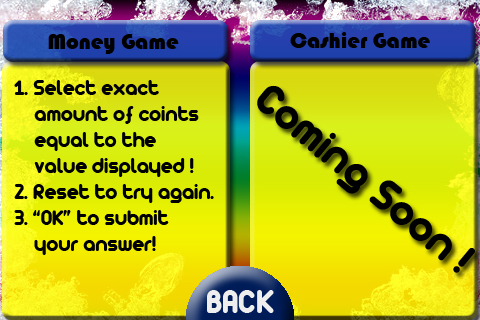 Money Game
1. Select exact
amount of coints
equal to the
value displayed !
2. Reset to try again.
3. “OK” to submit
your answer!
Cashier Game
Coming Soon !
BACK